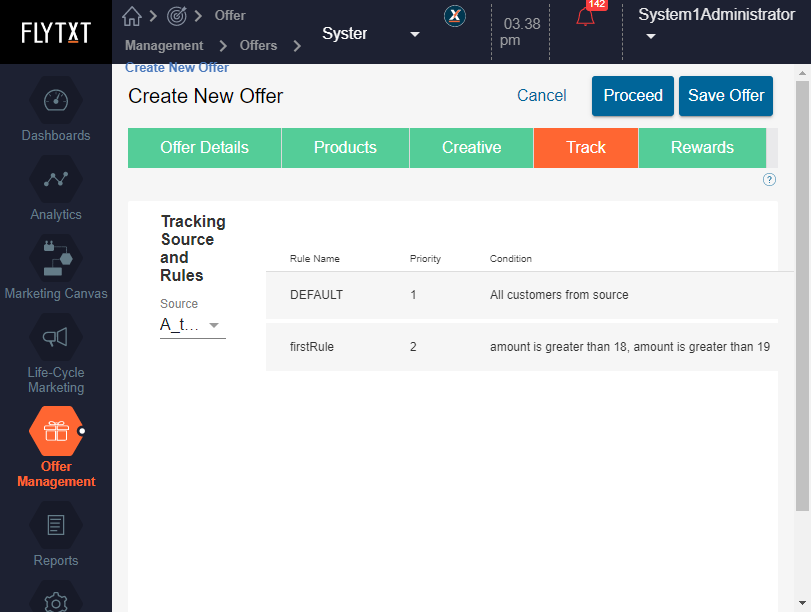 FLYTXT
Offer
Management
Offers
Create New Offer
Syster
X
03.38
pm
142
System1Administrator
Create New Offer
Cancel
Proceed
Save Offer
Offer Details
Products
Creative
Track
Rewards
?
Dashboards
Analytics
Marketing Canvas
Life-Cycle
Marketing
Offer
Management
Reports
Tracking
Source
and
Rules
Source
A_t...
Rule Name Priority Condition
DEFAULT 1 All customers from source
firstRule 2 amount is greater than 18, amount is greater than 19